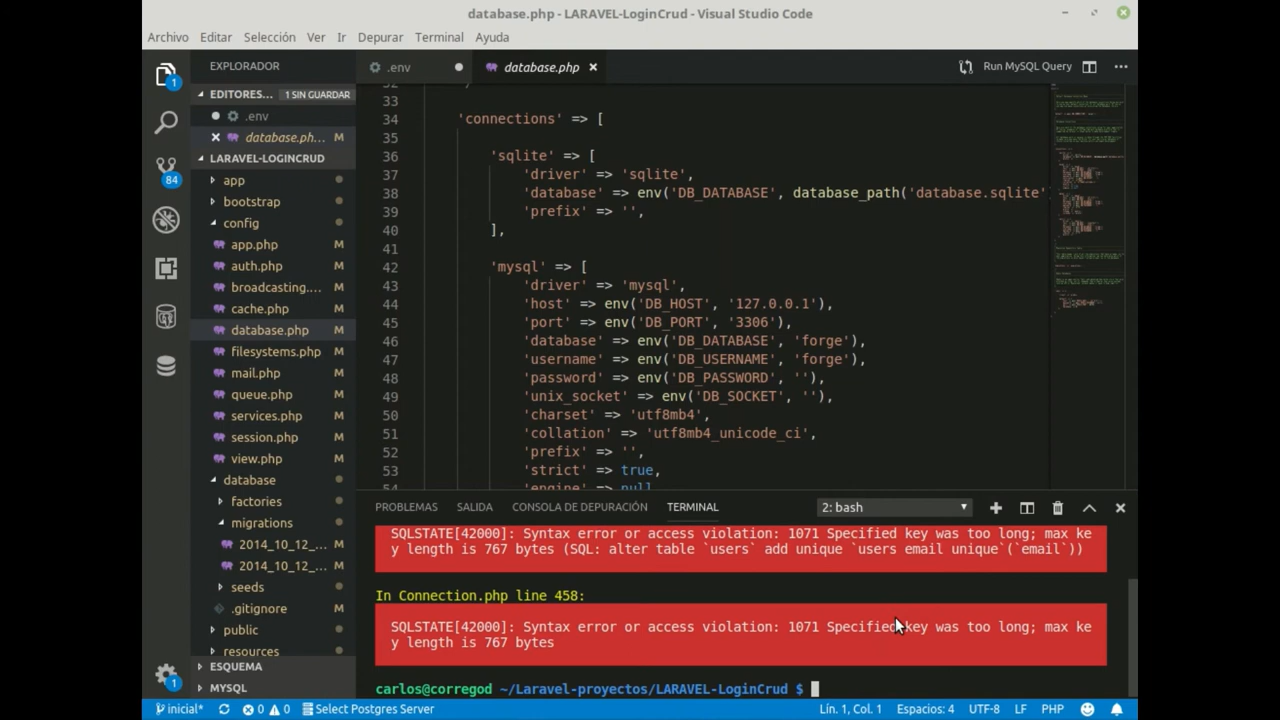 database.php - LARAVEL-LoginCrud - Visual Studio Code
Archivo Editar Selección Ver Ir Depurar Terminal Ayuda
EXPLORADOR
.env
database.php
Run MySQL Query
EDITORES... 1 SIN GUARDAR
.env
database.ph... M
LARAVEL-LOGINCRUD
app
bootstrap
config
app.php M
auth.php M
broadcasting.... M
cache.php M
database.php M
filesystems.php M
mail.php M
queue.php M
services.php M
session.php M
view.php M
database
factories
migrations
2014_10_12_... M
2014_10_12_... M
seeds
.gitignore M
public
resources
ESQUEMA
MYSQL
1
84
1
33
34 'connections' => [
35
36 'sqlite' => [
37 'driver' => 'sqlite',
38 'database' => env('DB_DATABASE', database_path('database.sqlite'
39 'prefix' => '',
40 ],
41
42 'mysql' => [
43 'driver' => 'mysql',
44 'host' => env('DB_HOST', '127.0.0.1'),
45 'port' => env('DB_PORT', '3306'),
46 'database' => env('DB_DATABASE', 'forge'),
47 'username' => env('DB_USERNAME', 'forge'),
48 'password' => env('DB_PASSWORD', ''),
49 'unix_socket' => env('DB_SOCKET', ''),
50 'charset' => 'utf8mb4',
51 'collation' => 'utf8mb4_unicode_ci',
52 'prefix' => '',
53 'strict' => true,
54 'engine' => null
PROBLEMAS SALIDA CONSOLA DE DEPURACIÓN TERMINAL 2: bash
SQLSTATE[42000]: Syntax error or access violation: 1071 Specified key was too long; max ke
y length is 767 bytes (SQL: alter table `users` add unique `users email unique`(`email`))
In Connection.php line 458:
SQLSTATE[42000]: Syntax error or access violation: 1071 Specified key was too long; max ke
y length is 767 bytes
carlos@corregod ~/Laravel-proyectos/LARAVEL-LoginCrud $
inicial* 0 0 Select Postgres Server Lín. 1, Col. 1 Espacios: 4 UTF-8 LF PHP